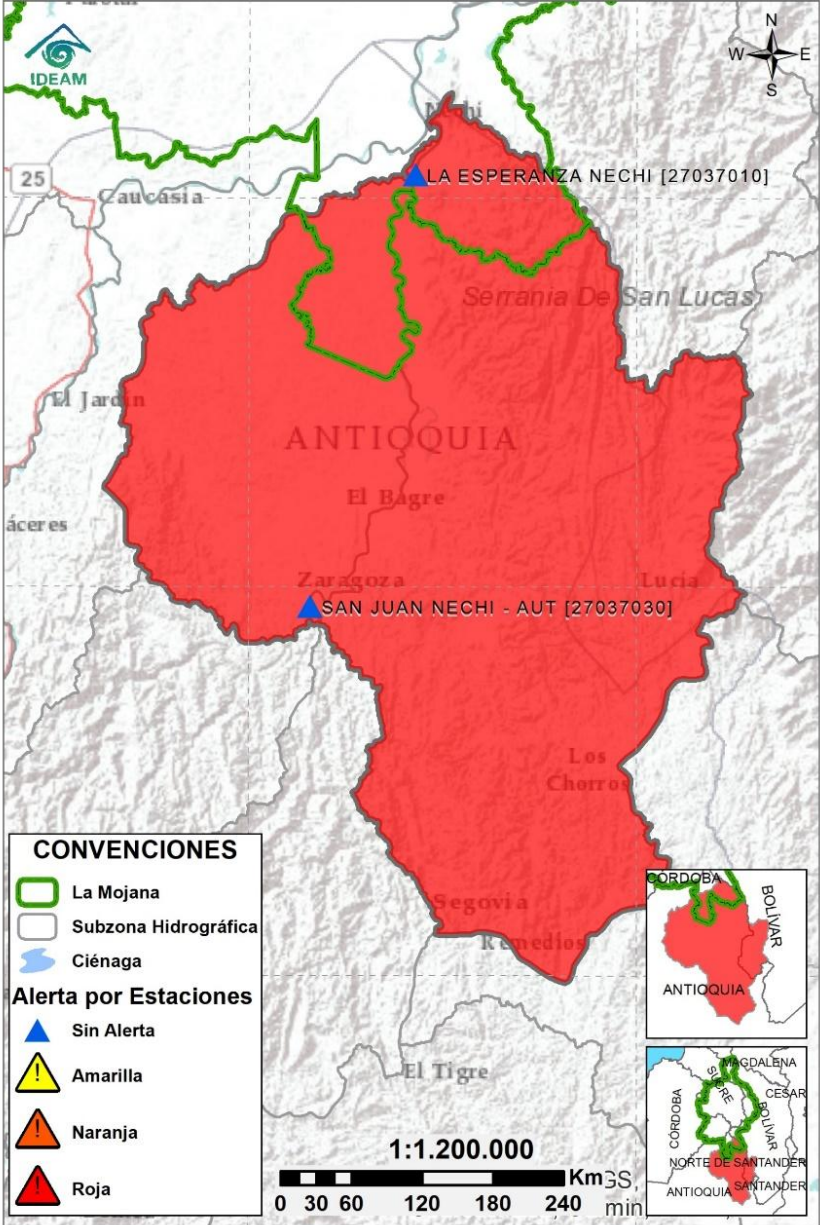 IDEAM
N
W E
S
25
Caucasia
LA ESPERANZA NECHI [27037010]
Serrania De San Lucas
El Jardin
ANTIOQUIA
El Bagre
áceres
Zaragoza
Lucia
SAN JUAN NECHI - AUT [27037030]
Los
Chorros
Segovia
Remedios
El Tigre
CONVENCIONES
La Mojana
Subzona Hidrográfica
Ciénaga
Alerta por Estaciones
Sin Alerta
Amarilla
Naranja
Roja
1:1.200.000
Km
0 30 60 120 180 240
GS,
min
CÓRDOBA
BOLÍVAR
ANTIOQUIA
MAGDALENA
SUCRE
CESAR
CÓRDOBA
BOLÍVAR
NORTE DE SANTANDER
ANTIOQUIA
SANTANDER